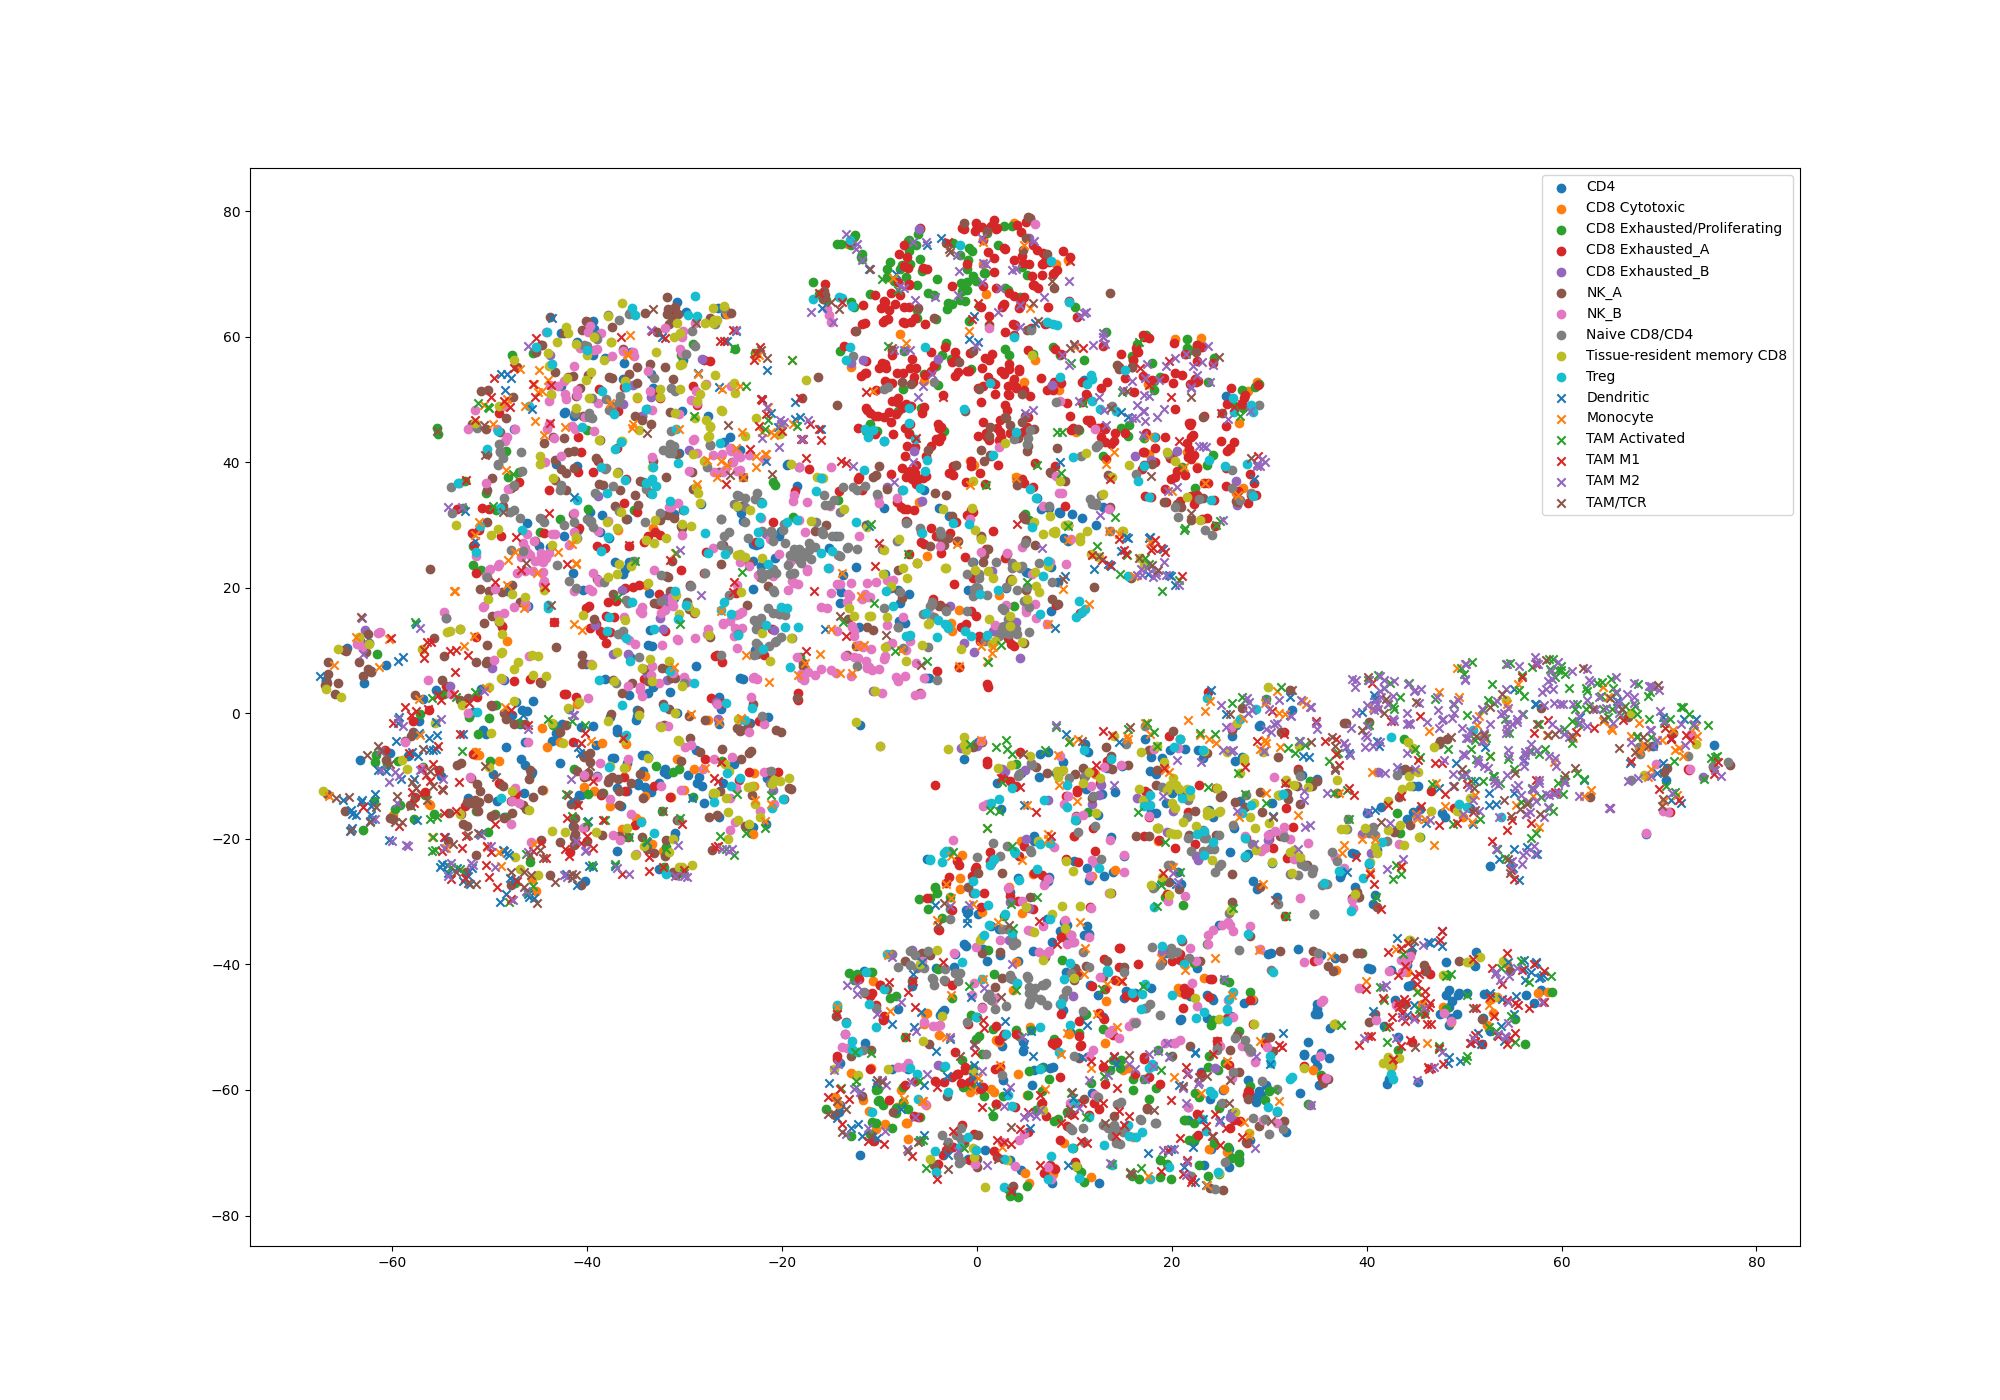 80
60
40
20
0
−20
−40
−60
−80
−60
−40
−20
0
20
40
60
80
CD4
CD8 Cytotoxic
CD8 Exhausted/Proliferating
CD8 Exhausted_A
CD8 Exhausted_B
NK_A
NK_B
Naive CD8/CD4
Tissue-resident memory CD8
Treg
Dendritic
Monocyte
TAM Activated
TAM M1
TAM M2
TAM/TCR